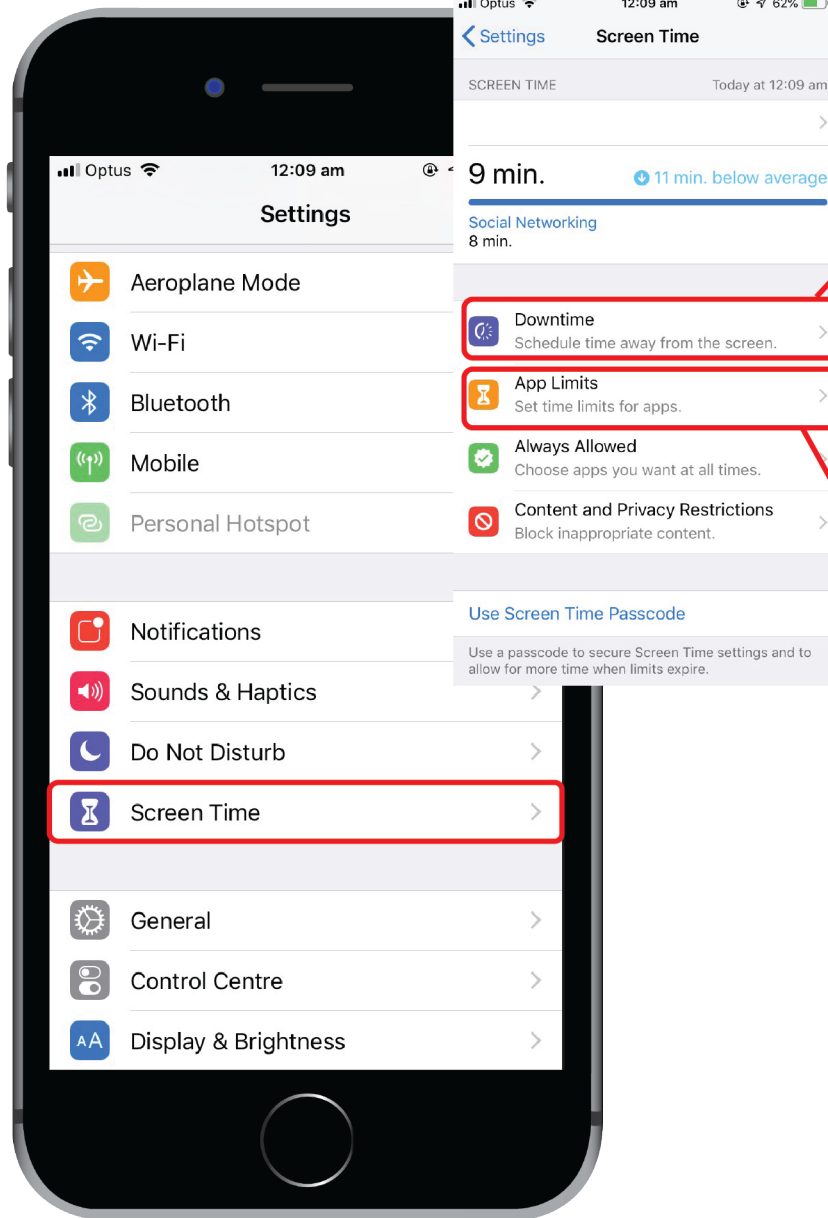 Optus
12:09 am
Settings
Aeroplane Mode
Wi-Fi
Bluetooth
Mobile
Personal Hotspot
Notifications
Sounds & Haptics
Do Not Disturb
Screen Time
General
Control Centre
AA
Display & Brightness
Optus
12:09 am
62%
Settings
Screen Time
SCREEN TIME
Today at 12:09 am
9 min.
11 min. below average
Social Networking
8 min.
Downtime
Schedule time away from the screen.
App Limits
Set time limits for apps.
Always Allowed
Choose apps you want at all times.
Content and Privacy Restrictions
Block inappropriate content.
Use Screen Time Passcode
Use a passcode to secure Screen Time settings and to
allow for more time when limits expire.